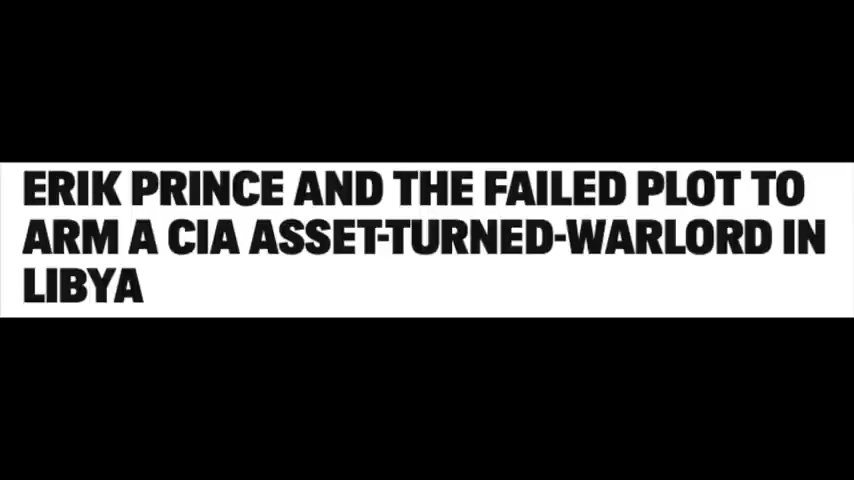 ERIK PRINCE AND THE FAILED PLOT TO
ARM A CIA ASSET-TURNED-WARLORD IN
LIBYA